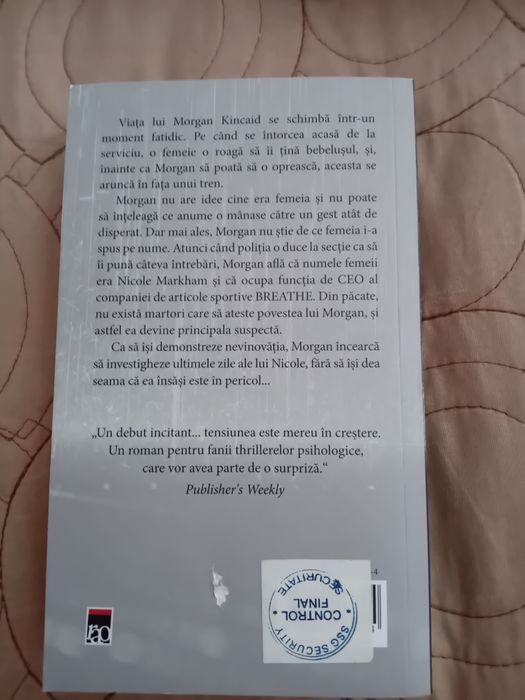 Viața lui Morgan Kincaid se schimbă într-un
moment fatidic. Pe când se întorcea acasă de la
serviciu, o femeie o roagă să îi țină bebelușul, și,
înainte ca Morgan să poată să o oprească, aceasta se
aruncă în fața unui tren.
Morgan nu are idee cine era femeia și nu poate
să înțeleagă ce anume o mânase către un gest atât de
disperat. Dar mai ales, Morgan nu știe de ce femeia i-a
spus pe nume. Atunci când poliția o duce la secție ca să
îi pună câteva întrebări, Morgan află că numele femeii
era Nicole Markham și că ocupa funcția de CEO al
companiei de articole sportive BREATHE. Din păcate,
nu există martori care să ateste povestea lui Morgan, și
astfel ea devine principala suspectă.
Ca să își demonstreze nevinovăția, Morgan încearcă
să investigheze ultimele zile ale lui Nicole, fără să își dea
seama că ea însăși este în pericol...
„Un debut incitant... tensiunea este mereu în creștere.
Un roman pentru fanii thrillerelor psihologice,
care vor avea parte de o surpriză.“
Publisher's Weekly
-4
SSG SECURITY
CONTROL
FINAL
SECURITATE
rao